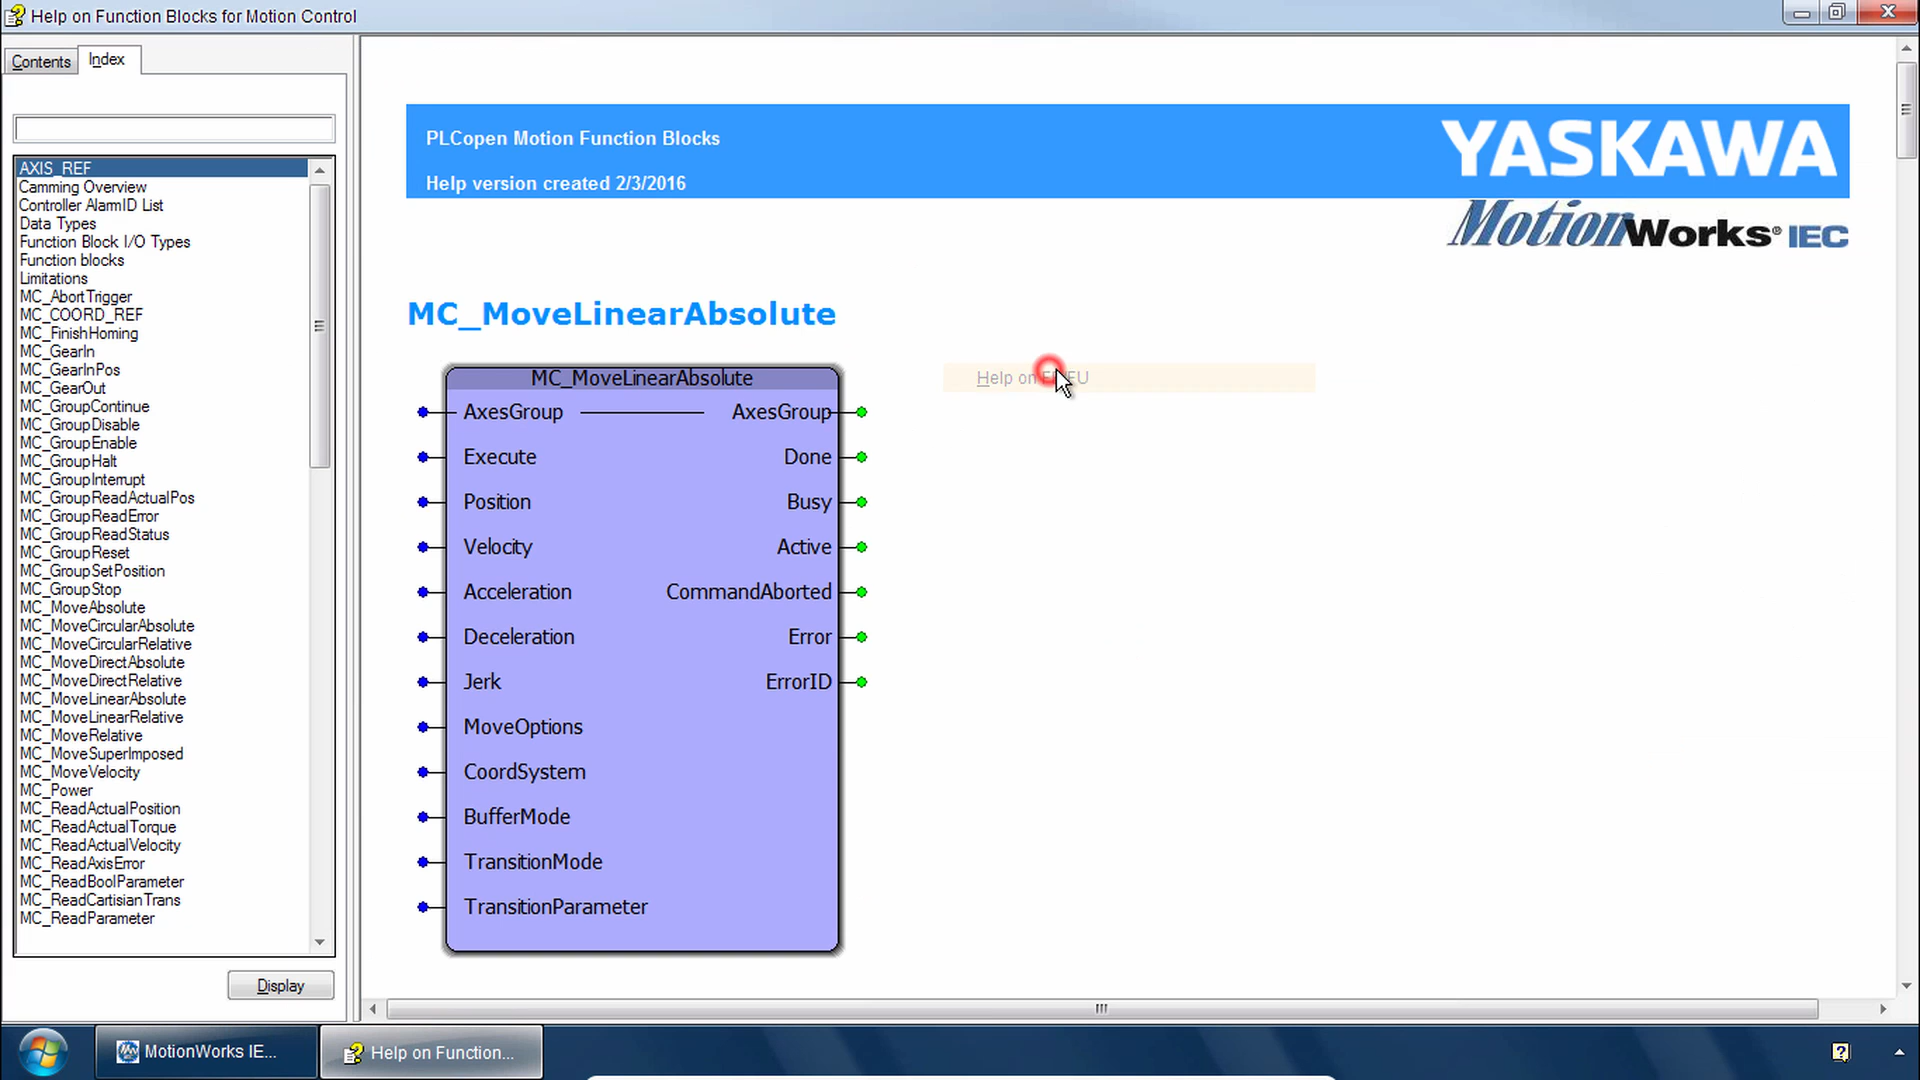 Help on Function Blocks for Motion Control
Contents
Index
AXIS_REF
Camming Overview
Controller AlarmID List
Data Types
Function Block I/O Types
Function blocks
Limitations
MC_AbortTrigger
MC_COORD_REF
MC_FinishHoming
MC_GearIn
MC_GearInPos
MC_GearOut
MC_GroupContinue
MC_GroupDisable
MC_GroupEnable
MC_GroupHalt
MC_GroupInterrupt
MC_GroupReadActualPos
MC_GroupReadError
MC_GroupReadStatus
MC_GroupReset
MC_GroupSetPosition
MC_GroupStop
MC_MoveAbsolute
MC_MoveCircularAbsolute
MC_MoveCircularRelative
MC_MoveDirectAbsolute
MC_MoveDirectRelative
MC_MoveLinearAbsolute
MC_MoveLinearRelative
MC_MoveRelative
MC_MoveSuperImposed
MC_MoveVelocity
MC_Power
MC_ReadActualPosition
MC_ReadActualTorque
MC_ReadActualVelocity
MC_ReadAxisError
MC_ReadBoolParameter
MC_ReadCartisianTrans
MC_ReadParameter
Display
PLCopen Motion Function Blocks
Help version created 2/3/2016
YASKAWA
MotionWorks® IEC
MC_MoveLinearAbsolute
MC_MoveLinearAbsolute
AxesGroup AxesGroup
Execute Done
Position Busy
Velocity Active
Acceleration CommandAborted
Deceleration Error
Jerk ErrorID
MoveOptions
CoordSystem
BufferMode
TransitionMode
TransitionParameter
Help on
MotionWorks IE...
Help on Function...